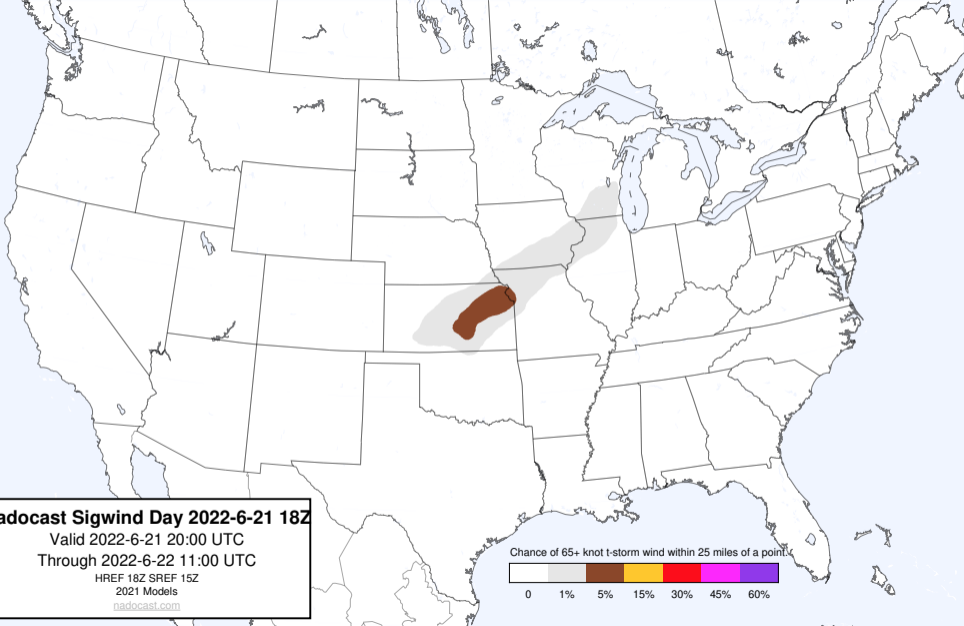 adocast Sigwind Day 2022-6-21 18Z
Valid 2022-6-21 20:00 UTC
Through 2022-6-22 11:00 UTC
HREF 18Z SREF 15Z
2021 Models
nadocast.com
Chance of 65+ knot t-storm wind within 25 miles of a point.
0 1% 5% 15% 30% 45% 60%